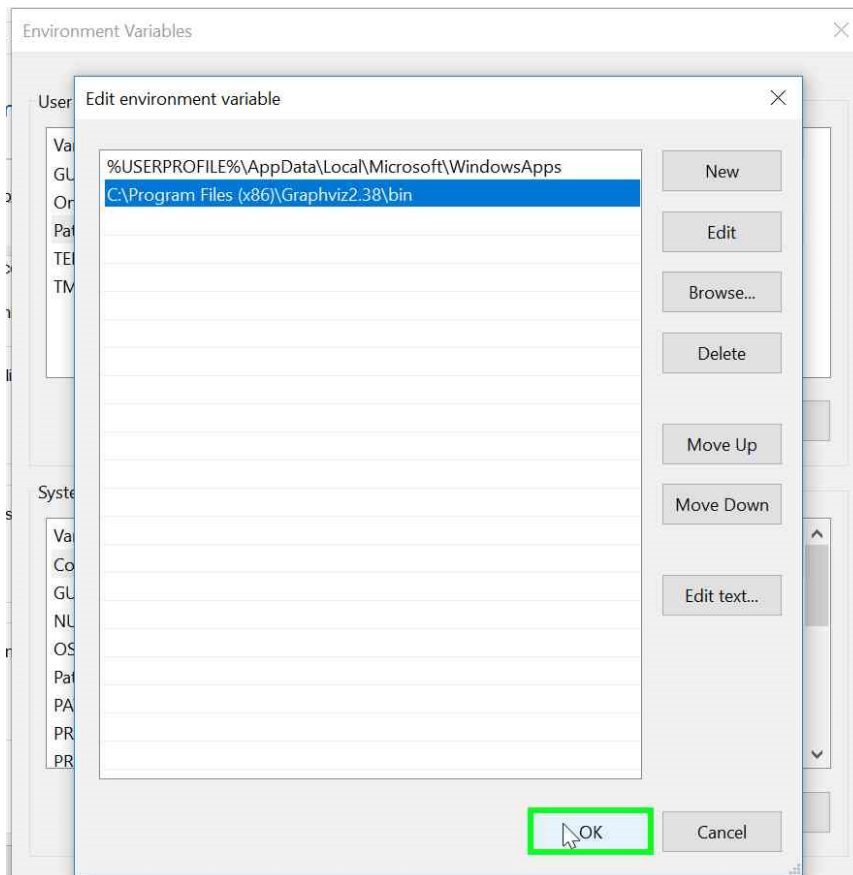 Environment Variables
User
Edit environment variable
Va
%USERPROFILE%\AppData\Local\Microsoft\WindowsApps
New
GU
C:\Program Files (x86)\Graphviz2.38\bin
Or
Edit
Pat
TE
TM
Browse...
Delete
Move Up
Syste
Move Down
Va
Co
GU
Edit text...
NU
OS
Pat
PA
PR
PR
OK
Cancel